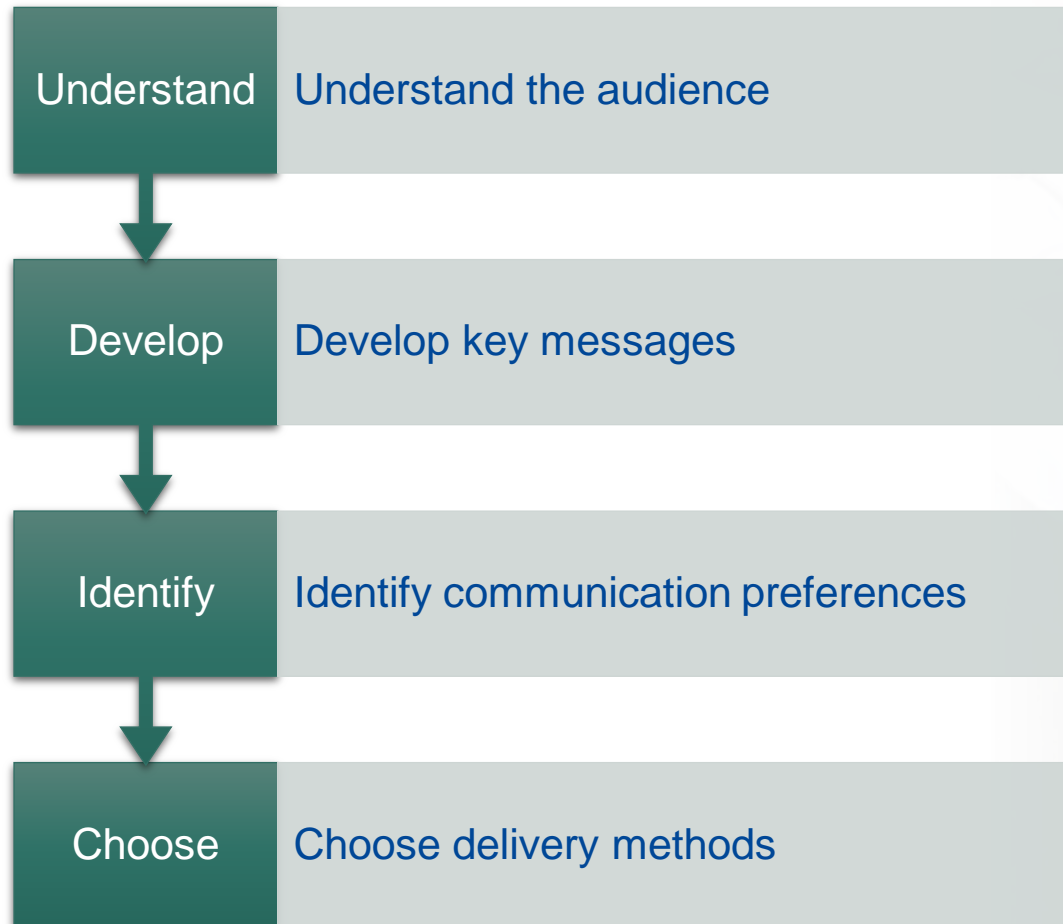 Understand
Understand the audience
Develop
Develop key messages
Identify
Identify communication preferences
Choose
Choose delivery methods